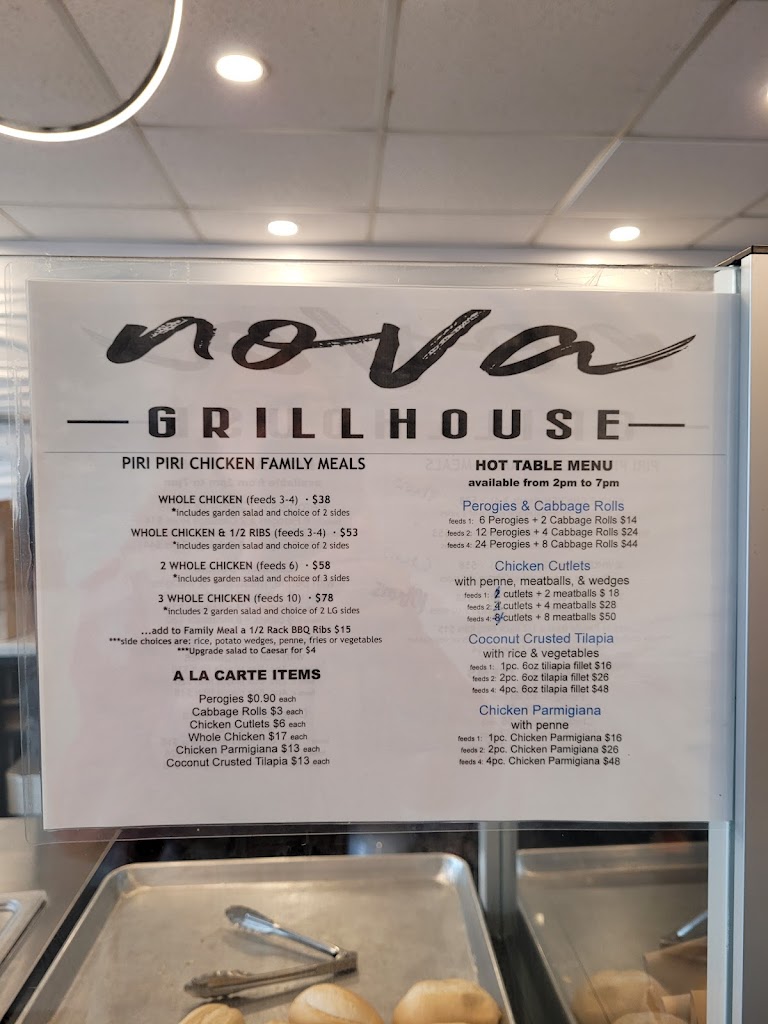 nova
GRILLHOUSE
PIRI PIRI CHICKEN FAMILY MEALS
WHOLE CHICKEN (feeds 3-4) · $38
*includes garden salad and choice of 2 sides
WHOLE CHICKEN & 1/2 RIBS (feeds 3-4) · $53
*includes garden salad and choice of 2 sides
2 WHOLE CHICKEN (feeds 6) · $58
*includes garden salad and choice of 3 sides
3 WHOLE CHICKEN (feeds 10) · $78
*includes 2 garden salad and choice of 2 LG sides
...add to Family Meal a 1/2 Rack BBQ Ribs $15
***side choices are: rice, potato wedges, penne, fries or vegetables
***Upgrade salad to Caesar for $4
A LA CARTE ITEMS
Perogies $0.90 each
Cabbage Rolls $3 each
Chicken Cutlets $6 each
Whole Chicken $17 each
Chicken Parmigiana $13 each
Coconut Crusted Tilapia $13 each
HOT TABLE MENU
available from 2pm to 7pm
Perogies & Cabbage Rolls
feeds 1: 6 Perogies + 2 Cabbage Rolls $14
feeds 2: 12 Perogies + 4 Cabbage Rolls $24
feeds 4: 24 Perogies + 8 Cabbage Rolls $44
Chicken Cutlets
with penne, meatballs, & wedges
feeds 1: cutlets + 2 meatballs $ 18
feeds 2: cutlets + 4 meatballs $28
feeds 4: cutlets + 8 meatballs $50
Coconut Crusted Tilapia
with rice & vegetables
feeds 1: 1pc. 6oz tiliapia fillet $16
feeds 2: 2pc. 6oz tilapia fillet $26
feeds 4: 4pc. 6oz tilapia fillet $48
Chicken Parmigiana
with penne
feeds 1: 1pc. Chicken Parmigiana $16
feeds 2: 2pc. Chicken Pamigiana $26
feeds 4: 4pc. Chicken Parmigiana $48